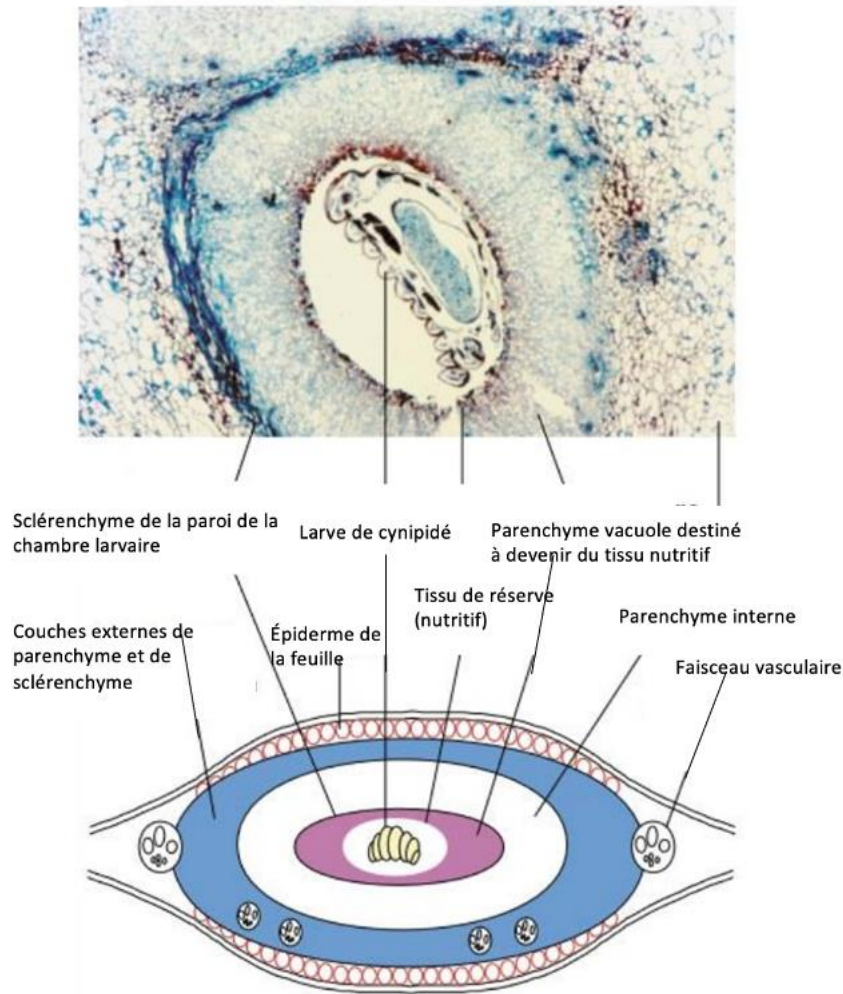 Sclérenchyme de la paroi de la
chambre larvaire
Larve de cynipidé
Parenchyme vacuole destiné
à devenir du tissu nutritif
Tissu de réserve
(nutritif)
Parenchyme interne
Couches externes de
parenchyme et de
sclérenchyme
Épiderme de
la feuille
Faisceau vasculaire